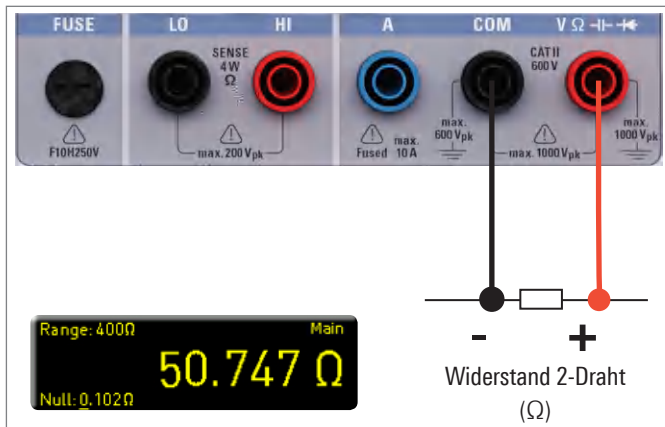 FUSE LO HI A COM V Ω ⊣⊢ ⯈|
SENSE
4W
Ω
CAT II
600 V
F10H250V
max. 200 Vpk
Fused max. 10 A
max. 600 Vpk
max. 1000 Vpk
max. 1000 Vpk
Range: 400Ω Main
50.747 Ω
Null: 0.102Ω
- +
Widerstand 2-Draht
(Ω)